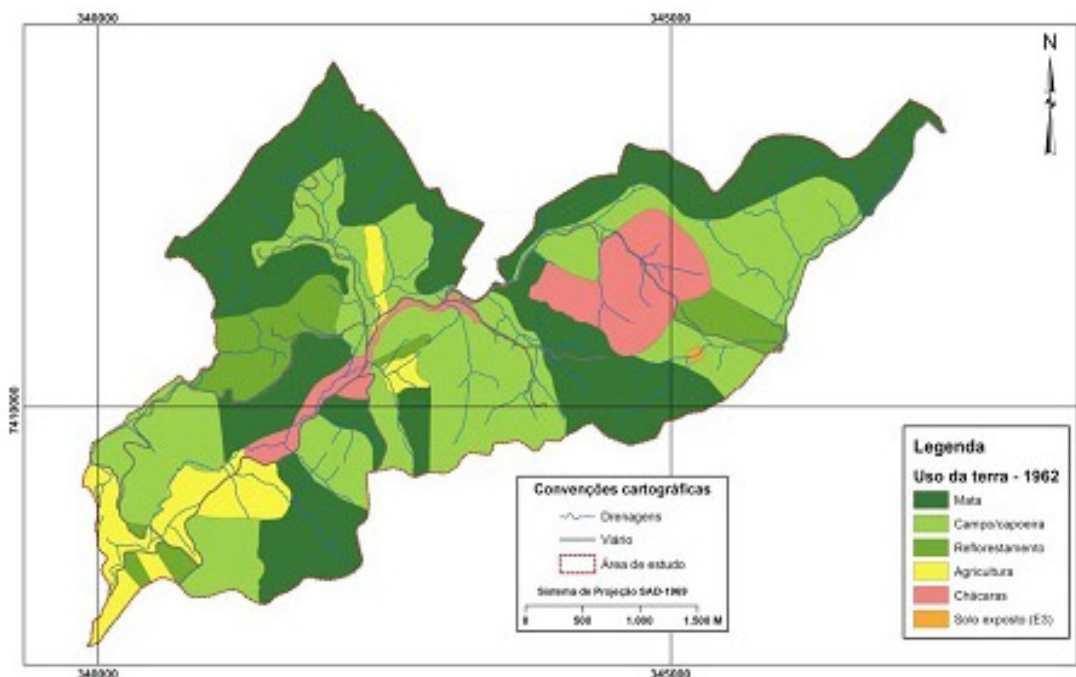 340000 345000
N
7410000
Legenda
Uso da terra - 1962
Mata
Campo/capoeira
Reflorestamento
Agricultura
Chácaras
Solo exposto (E3)
Convenções cartográficas
Drenagens
Viário
Área de estudo
Sistema de Projeção SAD-1969
0 500 1.000 1.500 M
340000 345000